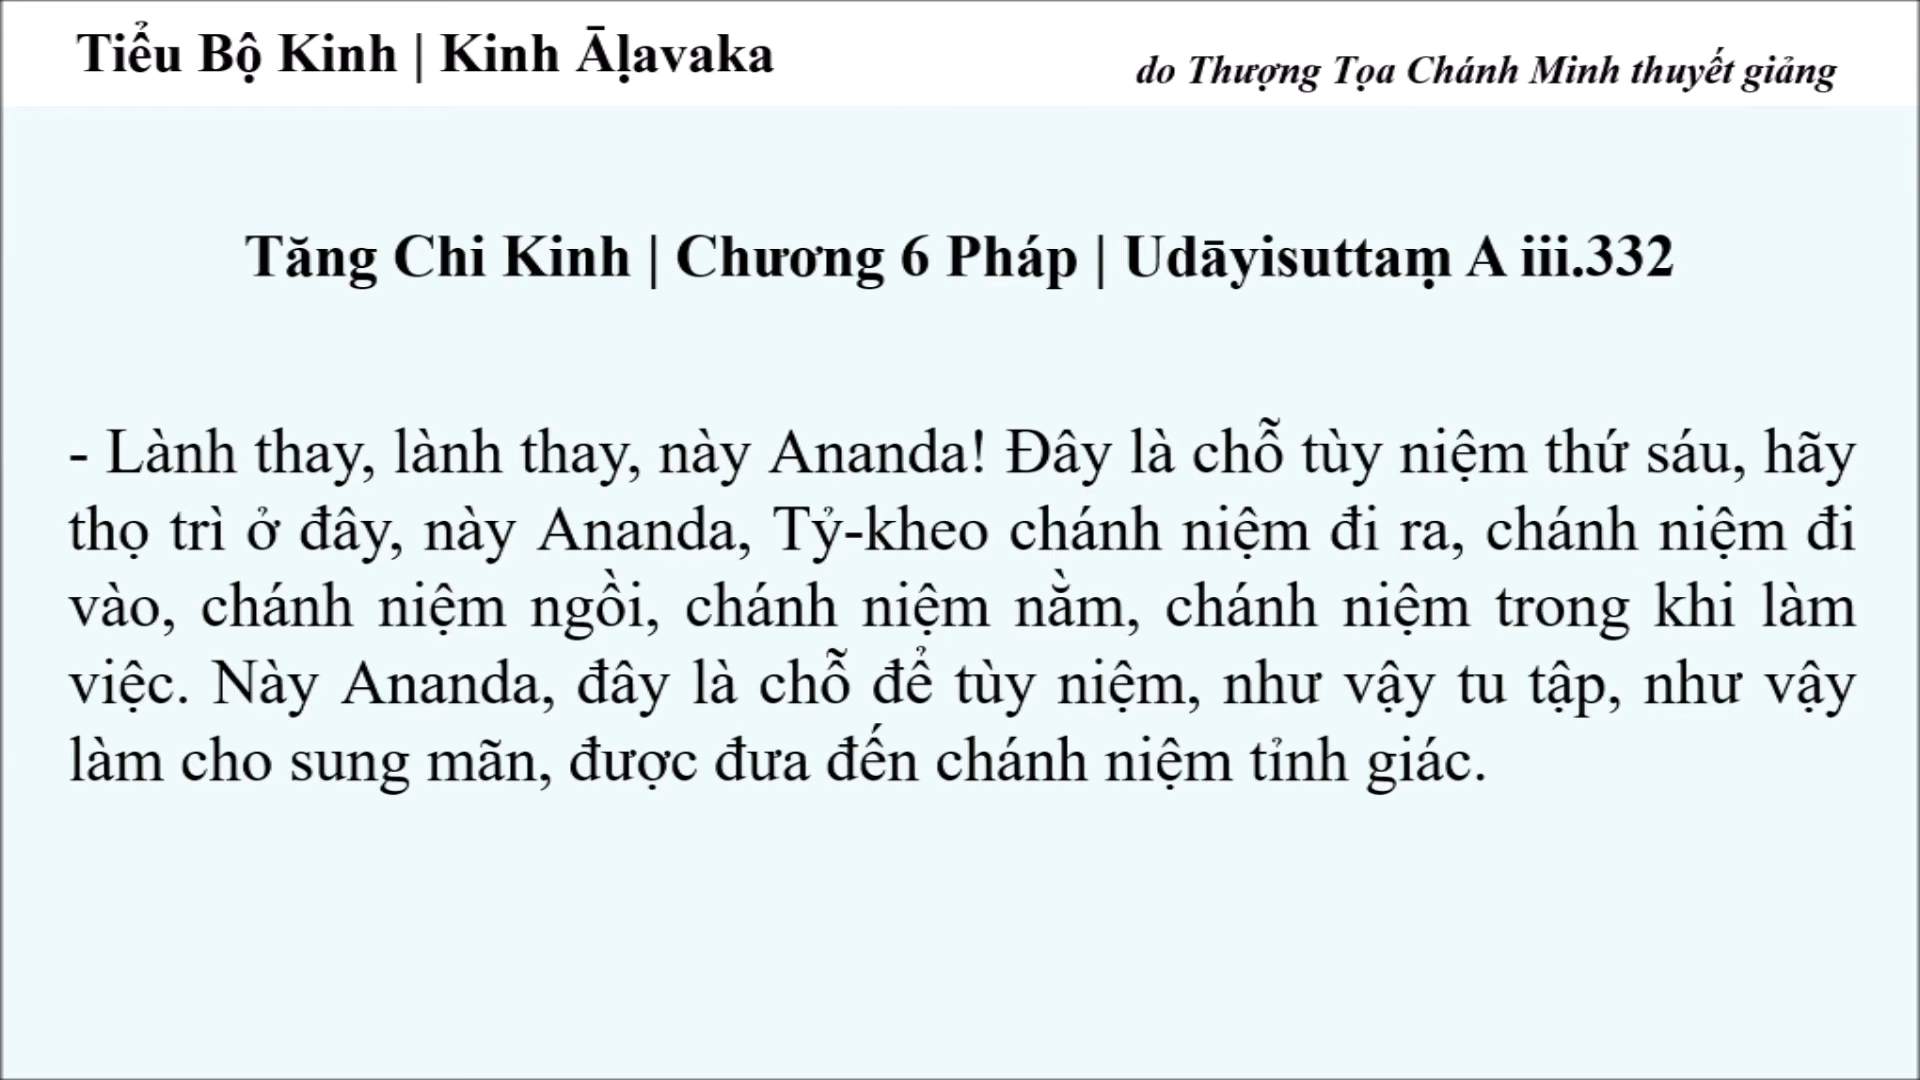 Tiểu Bộ Kinh | Kinh Āḷavaka
do Thượng Tọa Chánh Minh thuyết giảng
Tăng Chi Kinh | Chương 6 Pháp | Udāyisuttaṃ A iii.332
- Lành thay, lành thay, này Ananda! Đây là chỗ tùy niệm thứ sáu, hãy
thọ trì ở đây, này Ananda, Tỷ-kheo chánh niệm đi ra, chánh niệm đi
vào, chánh niệm ngồi, chánh niệm nằm, chánh niệm trong khi làm
việc. Này Ananda, đây là chỗ để tùy niệm, như vậy tu tập, như vậy
làm cho sung mãn, được đưa đến chánh niệm tỉnh giác.